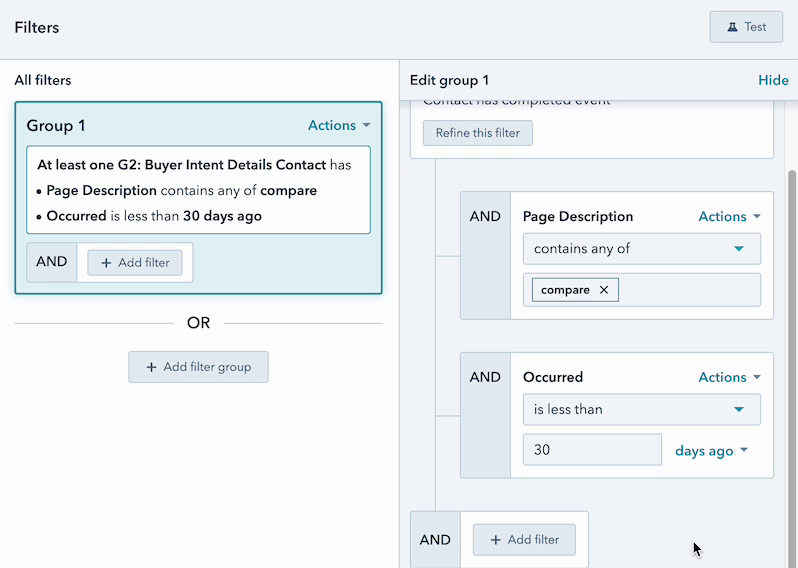 Filters
Test
All filters
Group 1
Actions
At least one G2: Buyer Intent Details Contact has
• Page Description contains any of compare
• Occurred is less than 30 days ago
AND
+ Add filter
OR
+ Add filter group
Edit group 1
Hide
Contact has completed event
Refine this filter
AND
Page Description
Actions
contains any of
compare ×
AND
Occurred
Actions
is less than
30
days ago
AND
+ Add filter